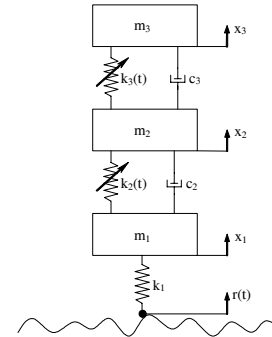 m₃
x₃
k₃(t)
c₃
m₂
x₂
k₂(t)
c₂
m₁
x₁
k₁
r(t)